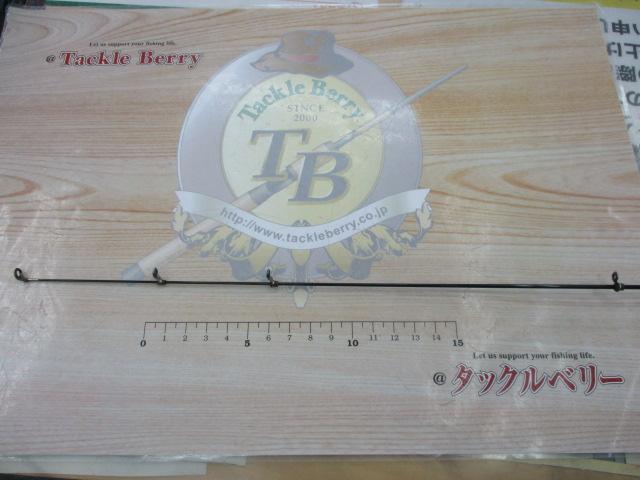 Let us support your fishing life.
@ Tackle Berry
Tackle Berry
SINCE
2000
TB
http://www.tackleberry.co.jp
0 1 2 3 4 5 6 7 8 9 10 11 12 13 14 15
Let us support your fishing life.
@ タックルベリー